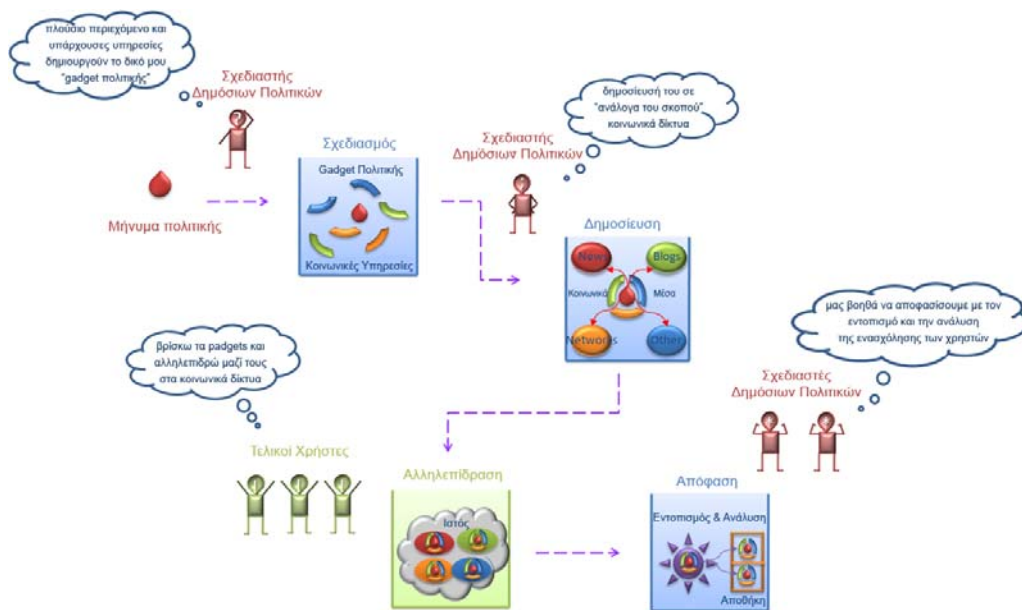 πλούσιο περιεχόμενο και
υπάρχουσες υπηρεσίες
δημιουργούν το δικό μου
"gadget πολιτικής"
Σχεδιαστής
Δημόσιων Πολιτικών
Μήνυμα πολιτικής
Σχεδιασμός
Gadget Πολιτικής
Κοινωνικές Υπηρεσίες
Σχεδιαστής
Δημόσιων Πολιτικών
δημοσίευσή του σε
"ανάλογα του σκοπού"
κοινωνικά δίκτυα
Δημοσίευση
News
Blogs
Κοινωνικά
Μέσα
Networks
Other
βρίσκω τα padgets και
αλληλεπιδρώ μαζί τους
στα κοινωνικά δίκτυα
Τελικοί Χρήστες
Αλληλεπίδραση
Ιστός
μας βοηθά να αποφασίσουμε με τον
εντοπισμό και την ανάλυση
της ενασχόλησης των χρηστών
Σχεδιαστές
Δημόσιων Πολιτικών
Απόφαση
Εντοπισμός & Ανάλυση
Αποθήκη